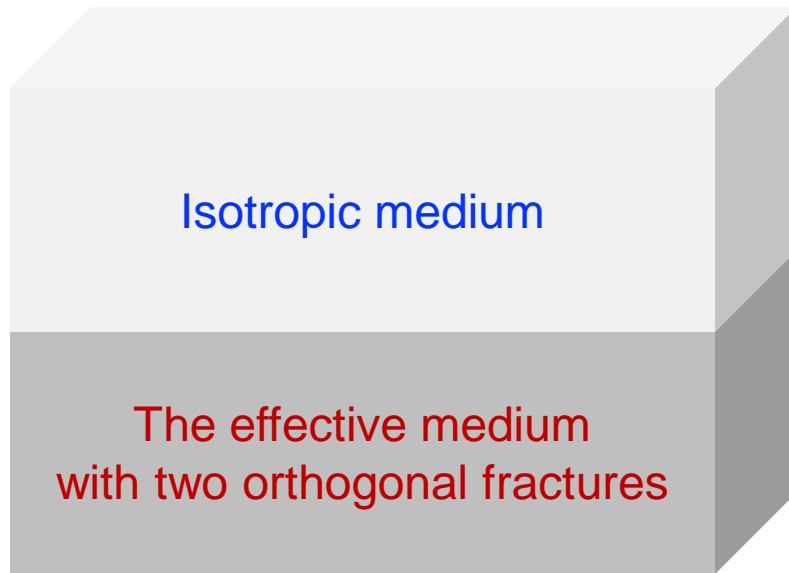 Isotropic medium
The effective medium
with two orthogonal fractures